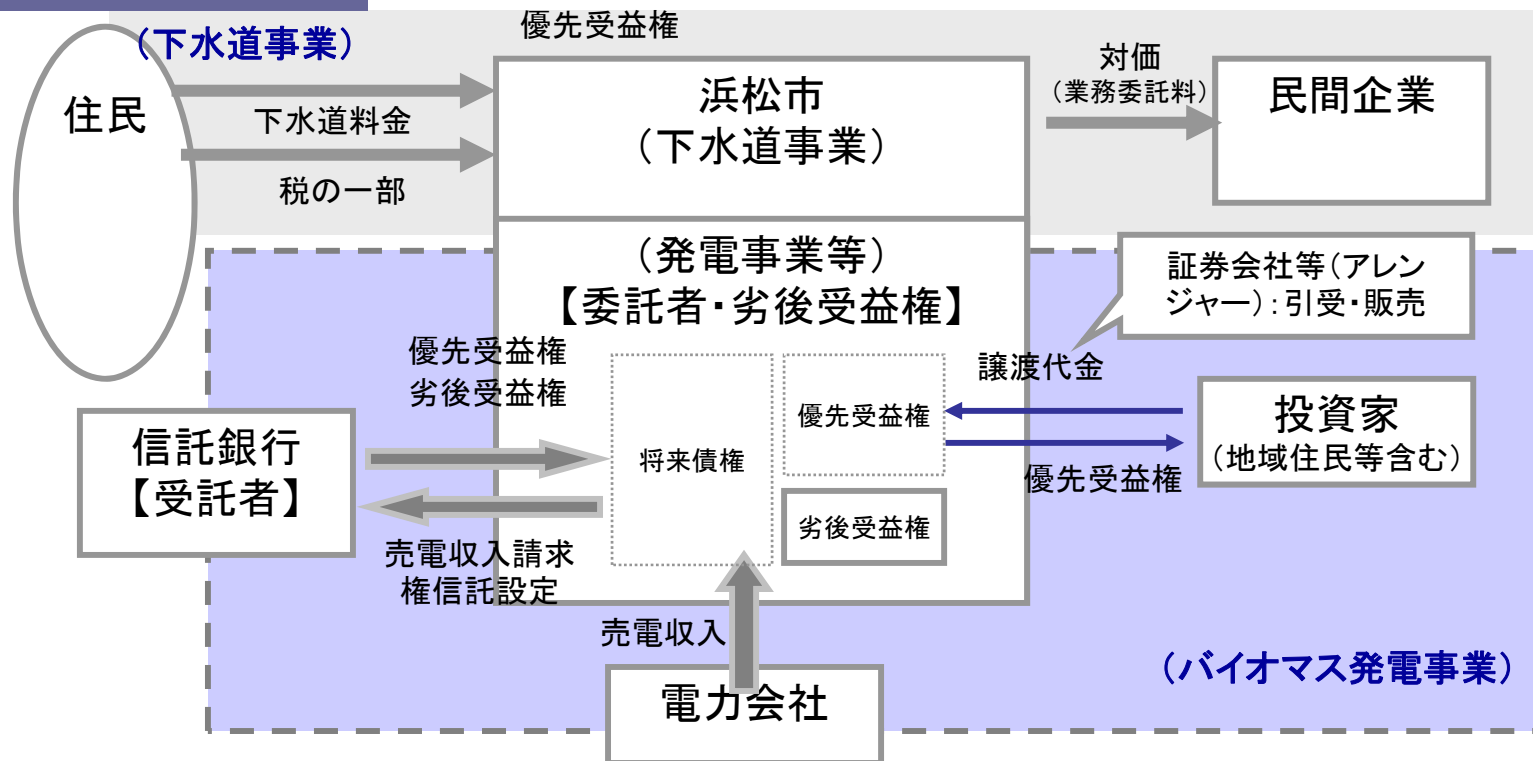 優先受益権
(下水道事業)
住民
下水道料金
税の一部
浜松市
(下水道事業)
対価
(業務委託料)
民間企業
(発電事業等)
【委託者・劣後受益権】
証券会社等(アレン
ジャー):引受・販売
優先受益権
劣後受益権
信託銀行
【受託者】
売電収入請求
権信託設定
将来債権
優先受益権
劣後受益権
譲渡代金
優先受益権
投資家
(地域住民等含む)
売電収入
電力会社
(バイオマス発電事業)